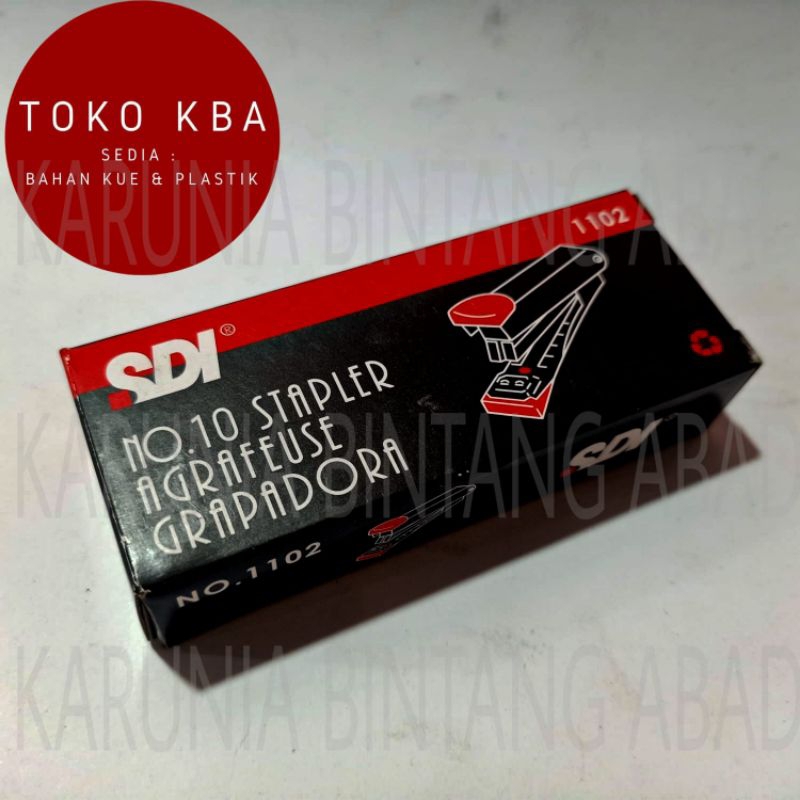 TOKO KBA
SEDIA :
BAHAN KUE & PLASTIK
KARUNIA BINTANG ABAD
1102
SDI®
NO.10 STAPLER
AGRAFEUSE
GRAPADORA
KARUNIA BINTANG ABAD
SDI
NO.1102
KARUNIA BINTANG ABAD